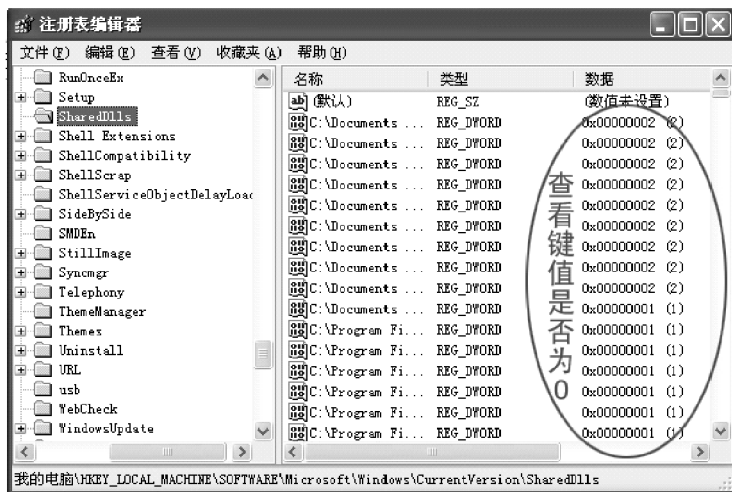 注册表编辑器
文件(F) 编辑(E) 查看(V) 收藏夹(A) 帮助(H)
RunOnceEx
Setup
SharedDlls
Shell Extensions
ShellCompatibility
ShellScrap
ShellServiceObjectDelayLoad
SideBySide
SMDEn
StillImage
Syncmgr
Telephony
ThemeManager
Themes
Uninstall
URL
usb
WebCheck
WindowsUpdate
名称 类型 数据
(默认) REG_SZ (数值未设置)
C:\Documents ... REG_DWORD 0x00000002 (2)
C:\Documents ... REG_DWORD 0x00000002 (2)
C:\Documents ... REG_DWORD 0x00000002 (2)
C:\Documents ... REG_DWORD 0x00000002 (2)
C:\Documents ... REG_DWORD 0x00000002 (2)
C:\Documents ... REG_DWORD 0x00000002 (2)
C:\Documents ... REG_DWORD 0x00000002 (2)
C:\Documents ... REG_DWORD 0x00000002 (2)
C:\Documents ... REG_DWORD 0x00000002 (2)
C:\Documents ... REG_DWORD 0x00000001 (1)
C:\Program Fi... REG_DWORD 0x00000001 (1)
C:\Program Fi... REG_DWORD 0x00000001 (1)
C:\Program Fi... REG_DWORD 0x00000001 (1)
C:\Program Fi... REG_DWORD 0x00000001 (1)
C:\Program Fi... REG_DWORD 0x00000001 (1)
C:\Program Fi... REG_DWORD 0x00000001 (1)
查看键值是否为0
我的电脑\HKEY_LOCAL_MACHINE\SOFTWARE\Microsoft\Windows\CurrentVersion\SharedDlls